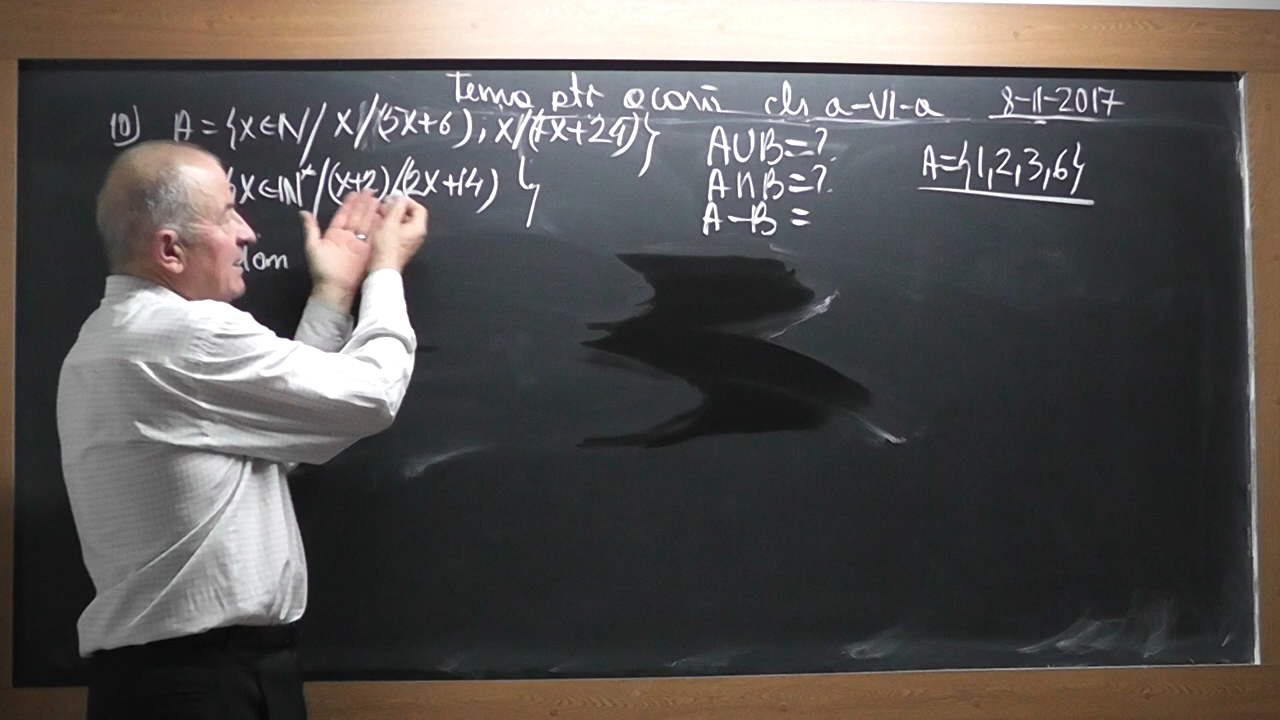 Tema ptr acasă cls a-VI-a 8-11-2017
10) A = {x∈N / x/(5x+6), x/(7x+24)}
x∈N* / (x+2)/(2x+14) }
dam
A∪B=?
A∩B=?
A-B=
A={1,2,3,6}